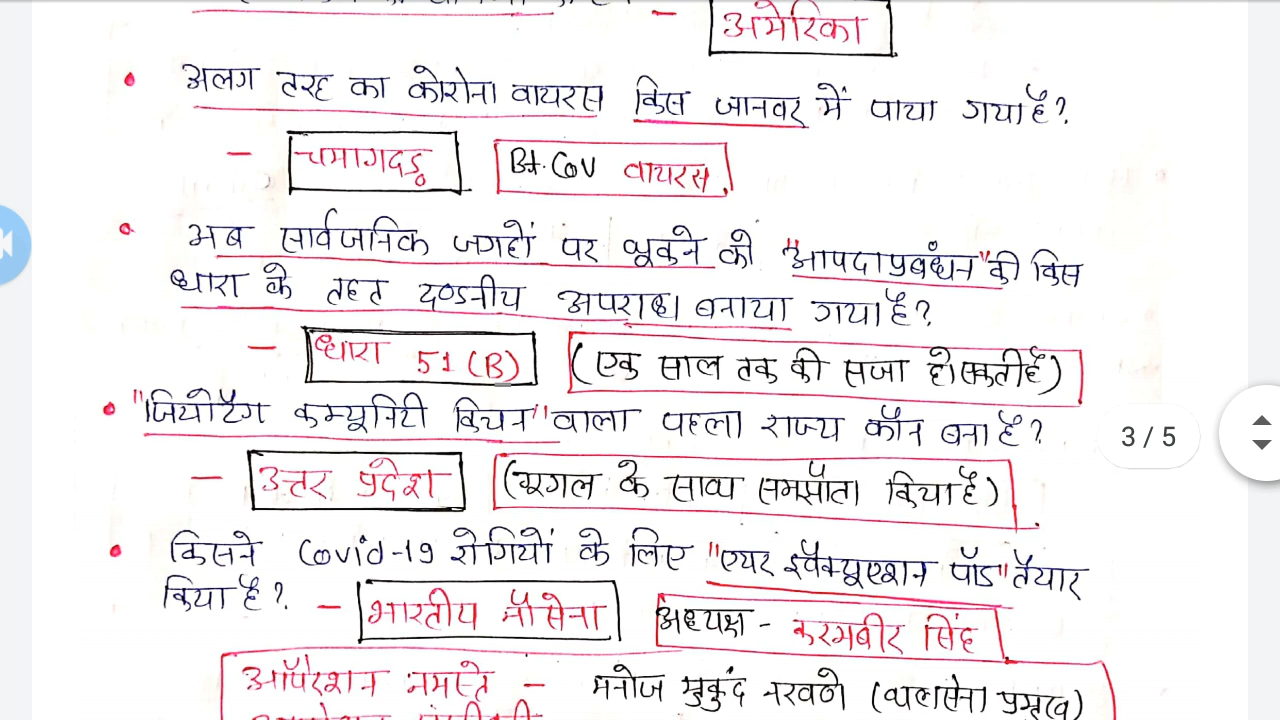 - अमेरिका
• अलग तरह का कोरोना वायरस किस जानवर में पाया गया है?
- चमागदड़ Bt.CoV वायरस.
• अब सार्वजनिक जगहों पर थूकने को "आपदा प्रबंधन" की किस
धारा के तहत दण्डनीय अपराध बनाया गया है?
- धारा 51 (B) (एक साल तक की सजा हो सकती है)
• "जियोटैग कम्यूनिटी किचन" वाला पहला राज्य कौन बना है?
- उत्तर प्रदेश (गूगल के साथ समझौता किया है)
3 / 5
• किसने Covid-19 रोगियों के लिए "एयर इवैक्यूएशन पॉड" तैयार
किया है? - भारतीय नौसेना अध्यक्ष - करमबीर सिंह
ऑपरेशन नमस्ते - मनोज मुकुंद नरवणे (थलसेना प्रमुख)